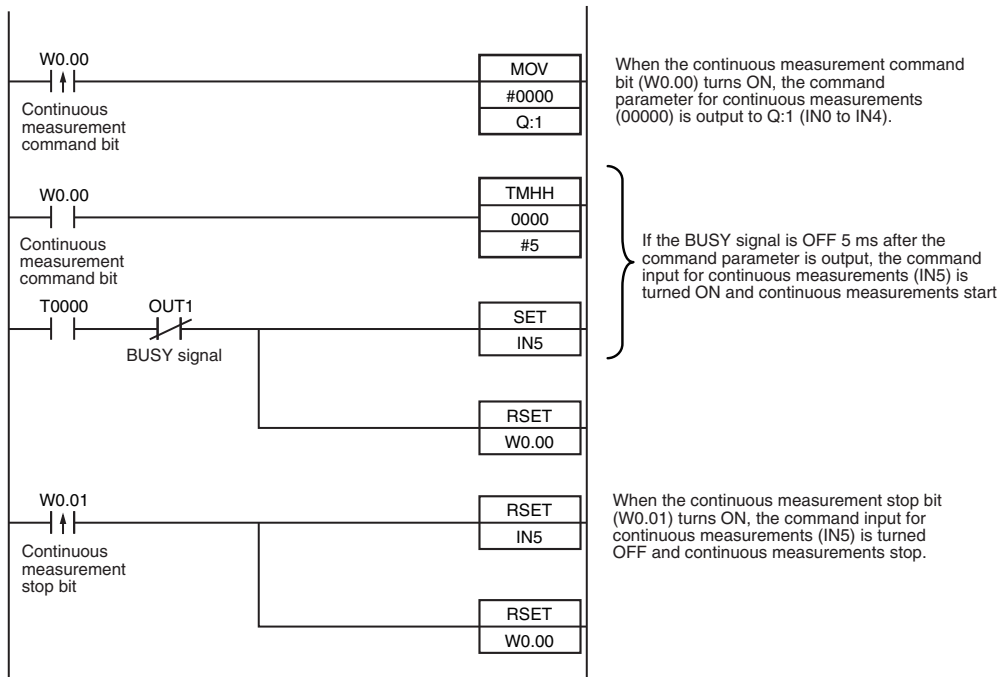 W0.00
Continuous
measurement
command bit
MOV
#0000
Q:1
When the continuous measurement command
bit (W0.00) turns ON, the command
parameter for continuous measurements
(00000) is output to Q:1 (IN0 to IN4).
W0.00
Continuous
measurement
command bit
TMHH
0000
#5
If the BUSY signal is OFF 5 ms after the
command parameter is output, the command
input for continuous measurements (IN5) is
turned ON and continuous measurements start
T0000
OUT1
BUSY signal
SET
IN5
RSET
W0.00
W0.01
Continuous
measurement
stop bit
RSET
IN5
When the continuous measurement stop bit
(W0.01) turns ON, the command input for
continuous measurements (IN5) is turned
OFF and continuous measurements stop.
RSET
W0.00